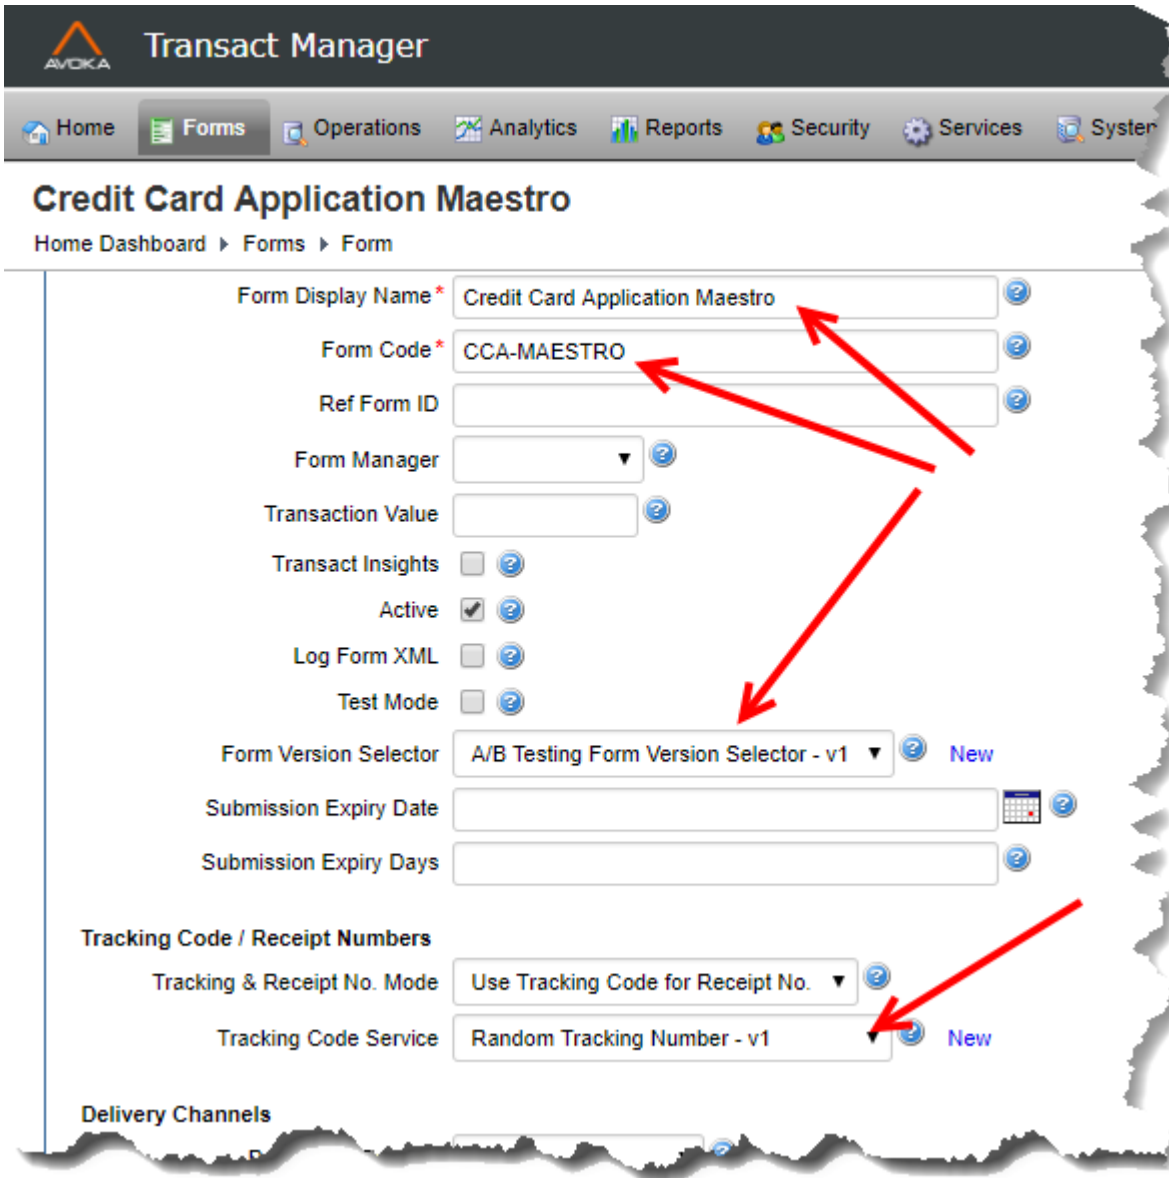 AVOKA
Transact Manager
Home Forms Operations Analytics Reports Security Services System
Credit Card Application Maestro
Home Dashboard Forms Form
Form Display Name* Credit Card Application Maestro
Form Code* CCA-MAESTRO
Ref Form ID
Form Manager
Transaction Value
Transact Insights
Active
Log Form XML
Test Mode
Form Version Selector A/B Testing Form Version Selector - v1 New
Submission Expiry Date
Submission Expiry Days
Tracking Code / Receipt Numbers
Tracking & Receipt No. Mode Use Tracking Code for Receipt No.
Tracking Code Service Random Tracking Number - v1 New
Delivery Channels